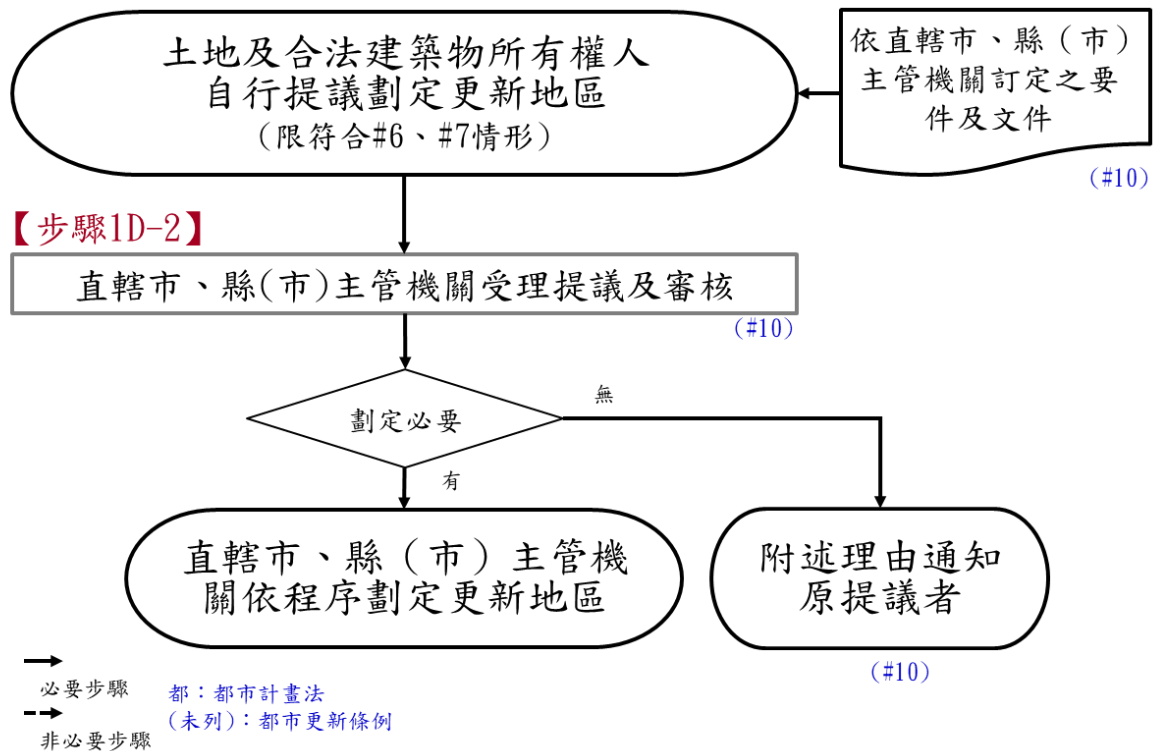 土地及合法建築物所有權人
自行提議劃定更新地區
(限符合#6、#7情形)
依直轄市、縣（市）
主管機關訂定之要
件及文件
(#10)
【步驟1D-2】
直轄市、縣(市)主管機關受理提議及審核
(#10)
劃定必要
無
有
直轄市、縣（市）主管機
關依程序劃定更新地區
附述理由通知
原提議者
(#10)
必要步驟
都：都市計畫法
(未列)：都市更新條例
非必要步驟